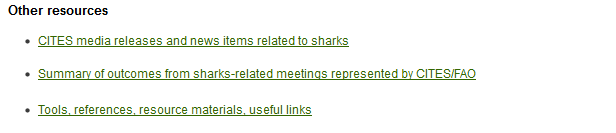 Other resources
CITES media releases and news items related to sharks
Summary of outcomes from sharks-related meetings represented by CITES/FAO
Tools, references, resource materials, useful links